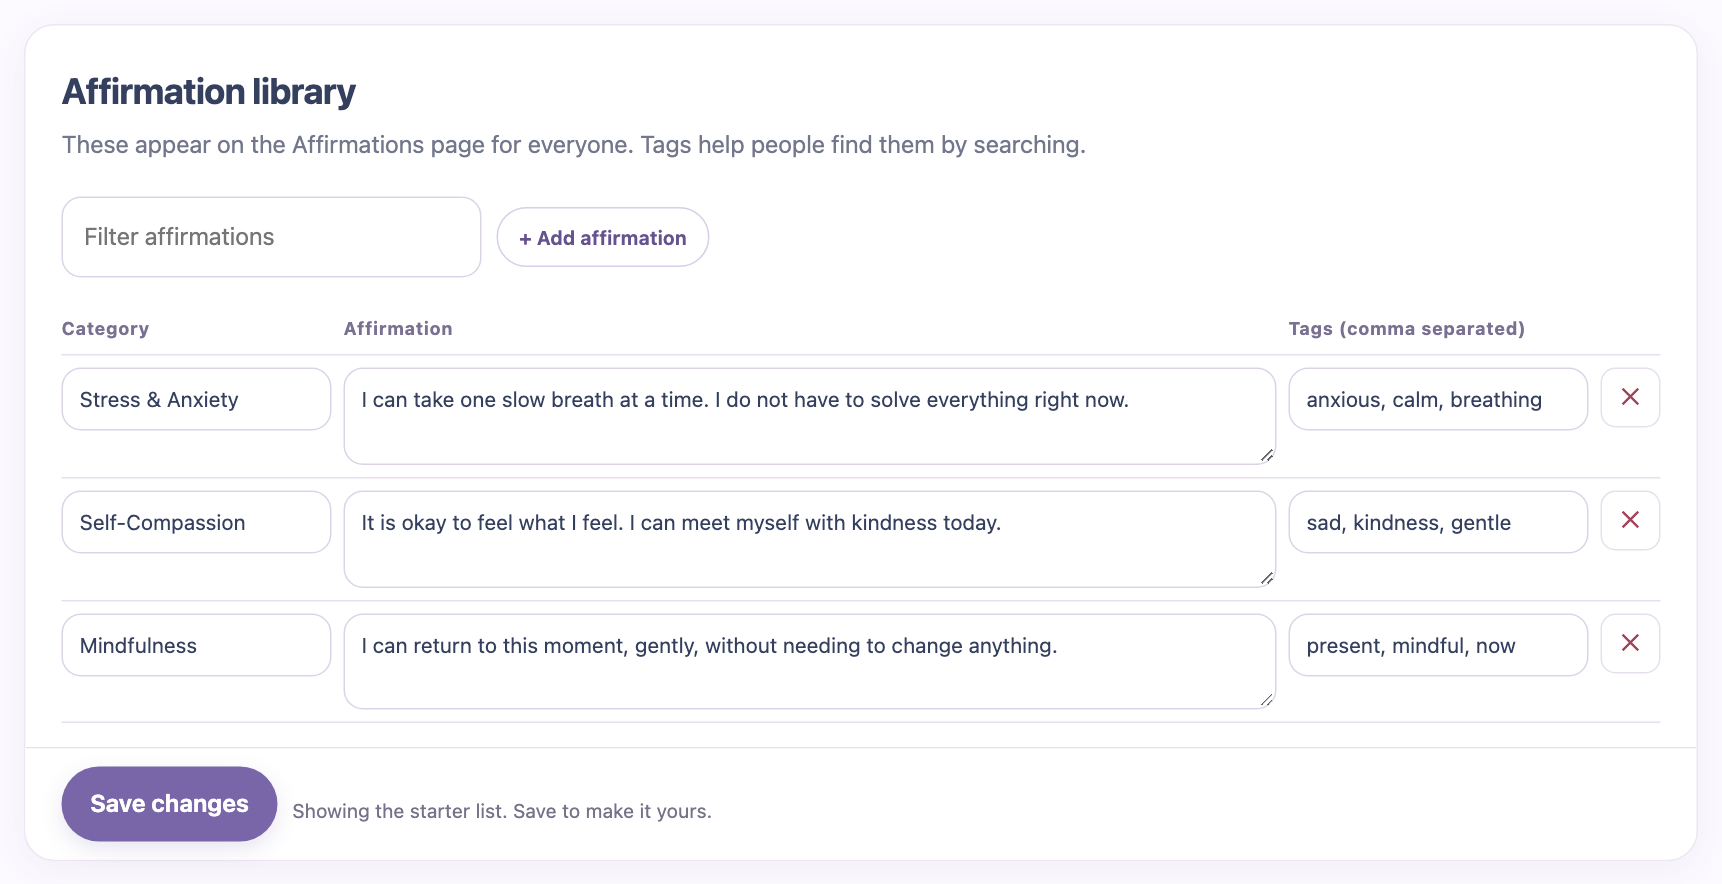 Affirmation library
These appear on the Affirmations page for everyone. Tags help people find them by searching.
Filter affirmations
+ Add affirmation
Category Affirmation Tags (comma separated)
Stress & Anxiety I can take one slow breath at a time. I do not have to solve everything right now. anxious, calm, breathing
Self-Compassion It is okay to feel what I feel. I can meet myself with kindness today. sad, kindness, gentle
Mindfulness I can return to this moment, gently, without needing to change anything. present, mindful, now
Save changes Showing the starter list. Save to make it yours.